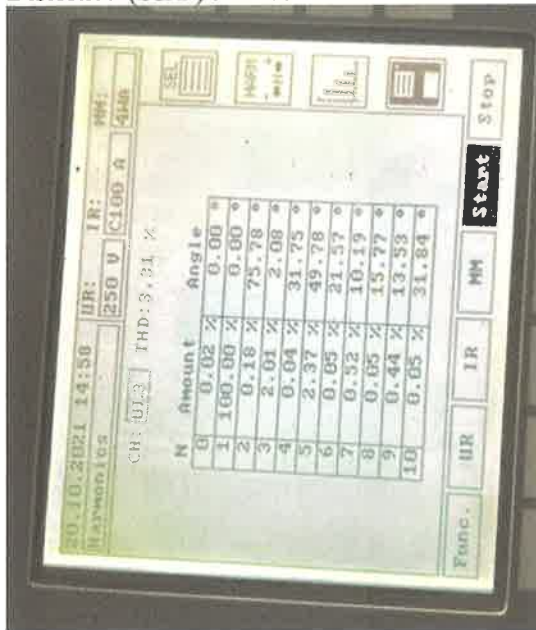 20.10.2021 14:58 UR: IR: MM:
Harmonics 250 V C100 A 4WA
CH: UL3 THD:3.31 %
N Amount Angle
0 0.02 % 0.00 °
1 100.00 % 0.00 °
2 0.18 % 75.78 °
3 2.01 % 2.08 °
4 0.04 % 31.75 °
5 2.37 % 49.78 °
6 0.05 % 21.57 °
7 0.52 % 10.19 °
8 0.05 % 15.77 °
9 0.44 % 13.53 °
10 0.05 % 31.84 °
SEL
HARM
- ●N● +
Func. UR IR MM Start Stop